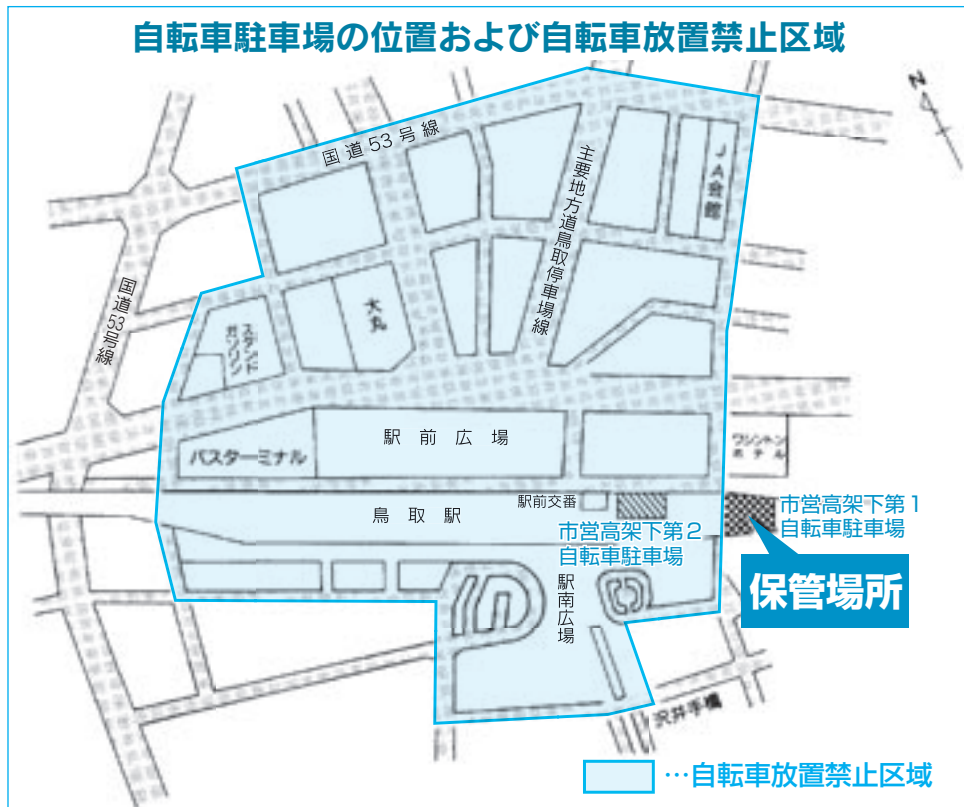 自転車駐車場の位置および自転車放置禁止区域
N
国道53号線
主要地方道鳥取停車場線
JA会館
国道53号線
大丸
ガソリン
スタンド
駅前広場
バスターミナル
ワシントン
ホテル
鳥取駅
駅前交番
市営高架下第1
自転車駐車場
市営高架下第2
自転車駐車場
保管場所
駅南広場
沢井手橋
…自転車放置禁止区域